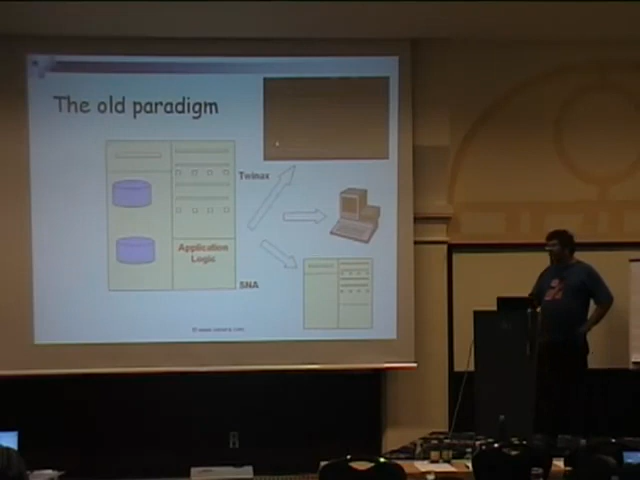 The old paradigm
Twinax
Application
Logic
SNA